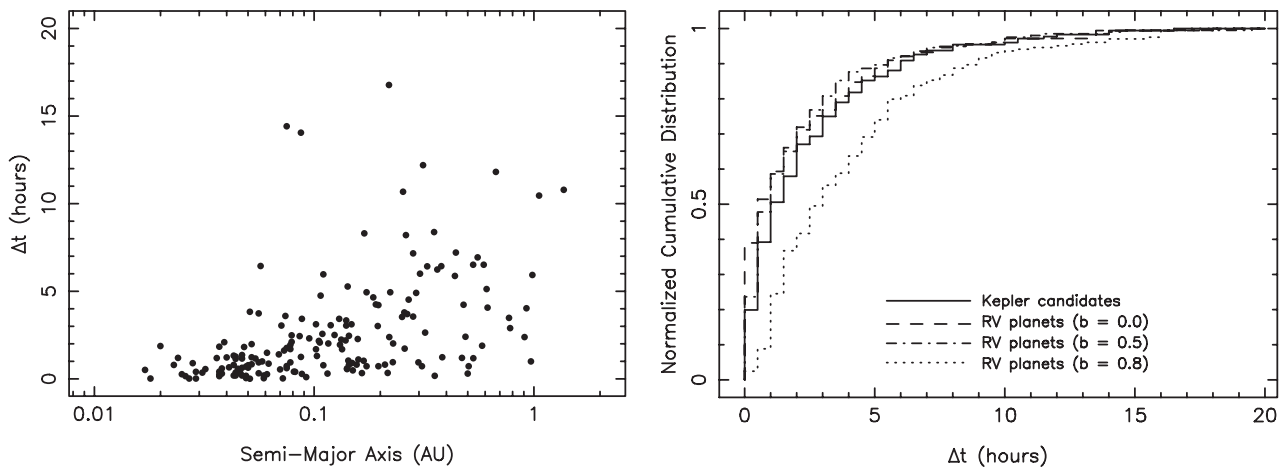 20
15
10
5
0
Δt (hours)
0.01 0.1 1
Semi−Major Axis (AU)
1
0.5
0
Normalized Cumulative Distribution
Kepler candidates
RV planets (b = 0.0)
RV planets (b = 0.5)
RV planets (b = 0.8)
0 5 10 15 20
Δt (hours)